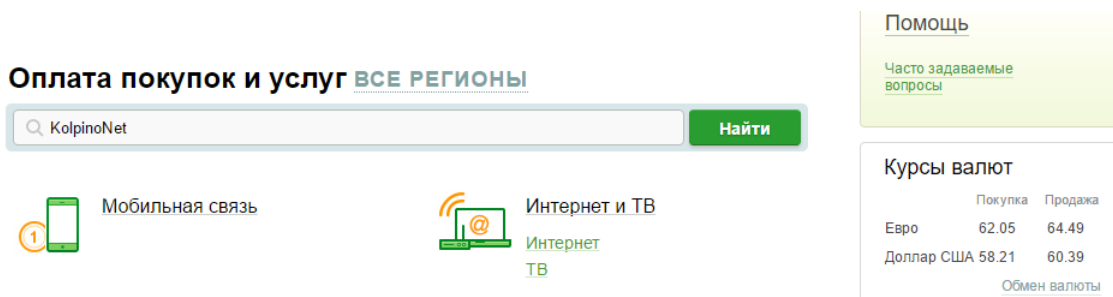 Оплата покупок и услуг ВСЕ РЕГИОНЫ
KolpinoNet Найти
Мобильная связь
1
Интернет и ТВ
@
Интернет
ТВ
Помощь
Часто задаваемые
вопросы
Курсы валют
Покупка Продажа
Евро 62.05 64.49
Доллар США 58.21 60.39
Обмен валюты